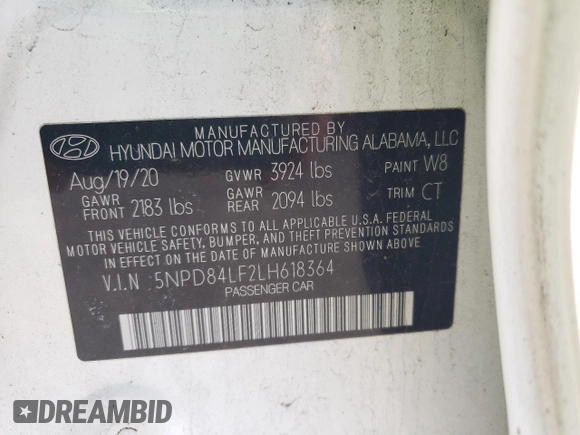 MANUFACTURED BY
HYUNDAI MOTOR MANUFACTURING ALABAMA, LLC
Aug/19/20 GVWR 3924 lbs PAINT W8
GAWR FRONT 2183 lbs GAWR REAR 2094 lbs TRIM CT
THIS VEHICLE CONFORMS TO ALL APPLICABLE U.S.A. FEDERAL
MOTOR VEHICLE SAFETY, BUMPER, AND THEFT PREVENTION STANDARDS
IN EFFECT ON THE DATE OF MANUFACTURE SHOWN ABOVE.
V.I.N : 5NPD84LF2LH618364
PASSENGER CAR
DREAMBID